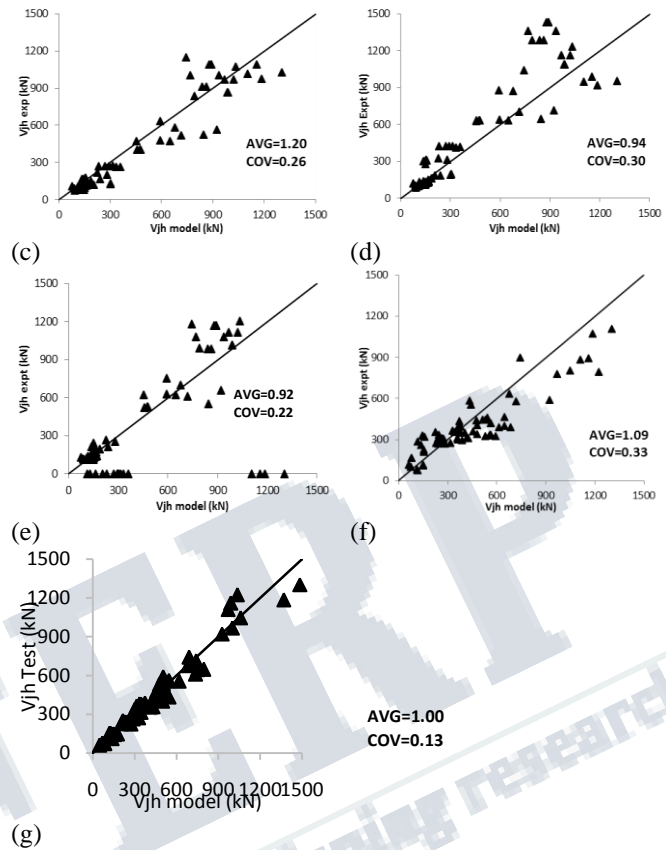 1500
1200
900
600
300
0
Vjh exp (kN)
AVG=1.20
COV=0.26
0 300 600 900 1200 1500
Vjh model (kN)
(c)
1500
1200
900
600
300
0
Vjh Expt (kN)
AVG=0.94
COV=0.30
0 300 600 900 1200 1500
Vjh model (kN)
(d)
1500
1200
900
600
300
0
Vjh expt (kN)
AVG=0.92
COV=0.22
0 300 600 900 1200 1500
Vjh model (kN)
(e)
1500
1200
900
600
300
0
Vjh expt (kN)
AVG=1.09
COV=0.33
0 300 600 900 1200 1500
Vjh model (kN)
(f)
1500
1200
900
600
300
0
Vjh Test (kN)
AVG=1.00
COV=0.13
0 300 600 900 1200 1500
Vjh model (kN)
(g)
ERP
research